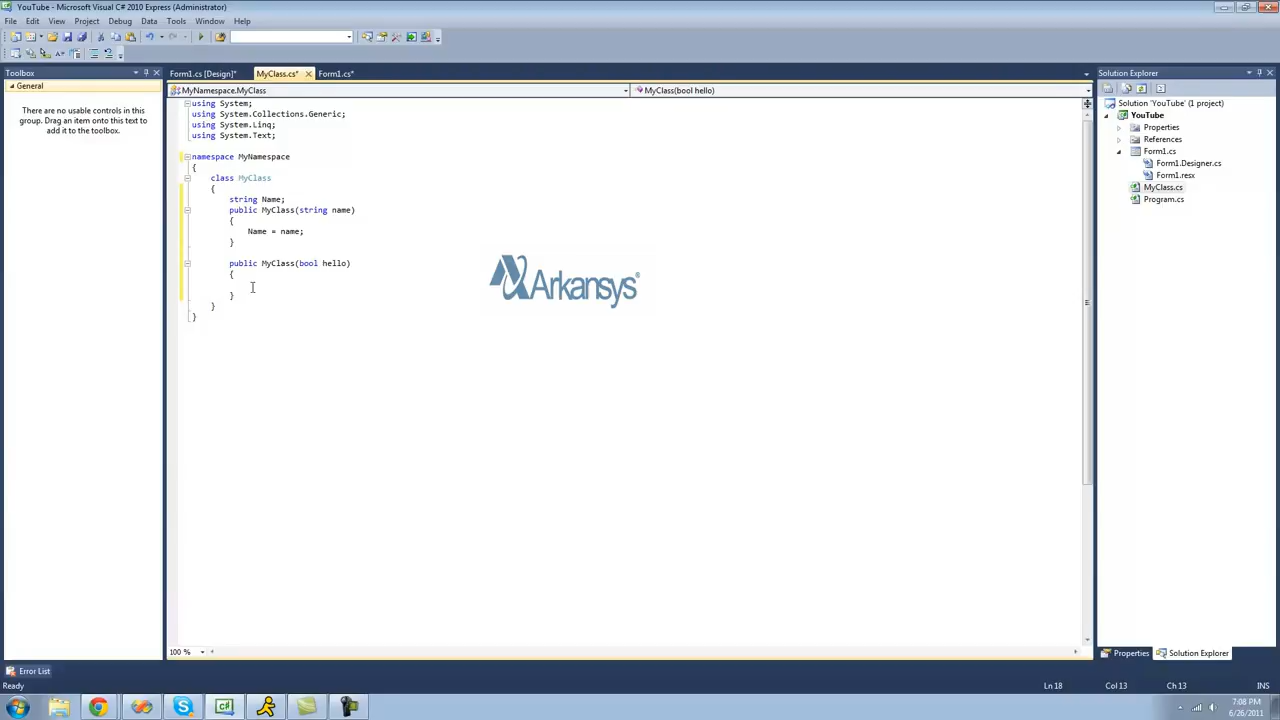 YouTube - Microsoft Visual C# 2010 Express (Administrator)
File Edit View Project Debug Data Tools Window Help
Toolbox
General
There are no usable controls in this
group. Drag an item onto this text to
add it to the toolbox.
Form1.cs [Design]* MyClass.cs* Form1.cs*
MyNamespace.MyClass MyClass(bool hello)
using System;
using System.Collections.Generic;
using System.Linq;
using System.Text;
namespace MyNamespace
{
class MyClass
{
string Name;
public MyClass(string name)
{
Name = name;
}
public MyClass(bool hello)
{
}
}
}
Arkansys®
100 %
Solution Explorer
Solution 'YouTube' (1 project)
YouTube
Properties
References
Form1.cs
Form1.Designer.cs
Form1.resx
MyClass.cs
Program.cs
Properties Solution Explorer
Error List
Ready Ln 18 Col 13 Ch 13 INS
7:08 PM
6/26/2011